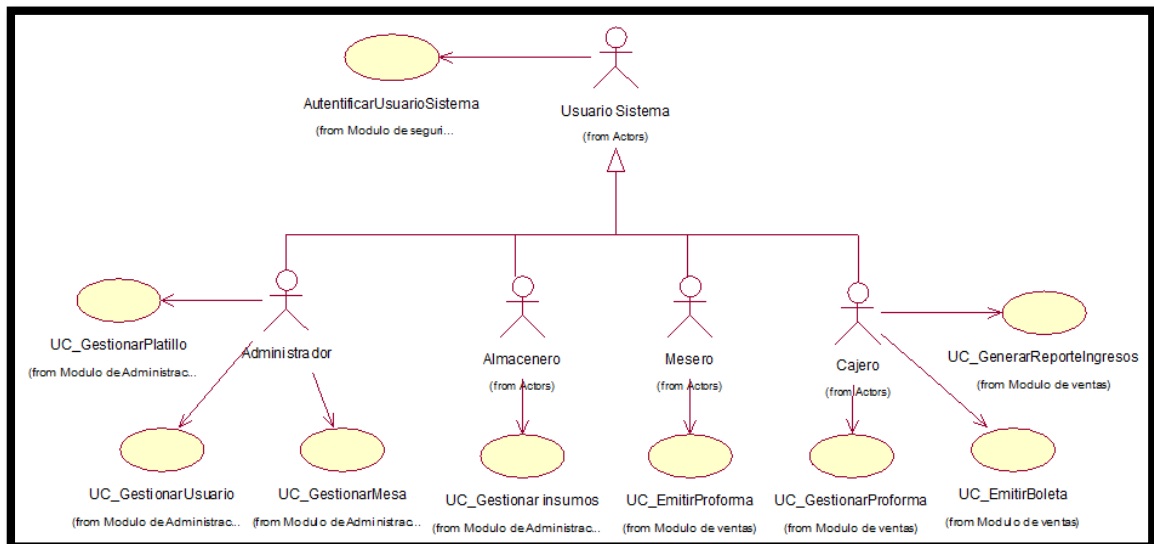 AutentificarUsuarioSistema
(from Modulo de seguri...
Usuario Sistema
(from Actors)
UC_GestionarPlatillo
(from Modulo de Administrac...
Administrador
Almacenero
(from Actors)
Mesero
(from Actors)
Cajero
(from Actors)
UC_GenerarReporteIngresos
(from Modulo de ventas)
UC_GestionarUsuario
(from Modulo de Administrac...
UC_GestionarMesa
(from Modulo de Administrac...
UC_Gestionar insumos
(from Modulo de Administrac...
UC_EmitirProforma
(from Modulo de ventas)
UC_GestionarProforma
(from Modulo de ventas)
UC_EmitirBoleta
(from Modulo de ventas)